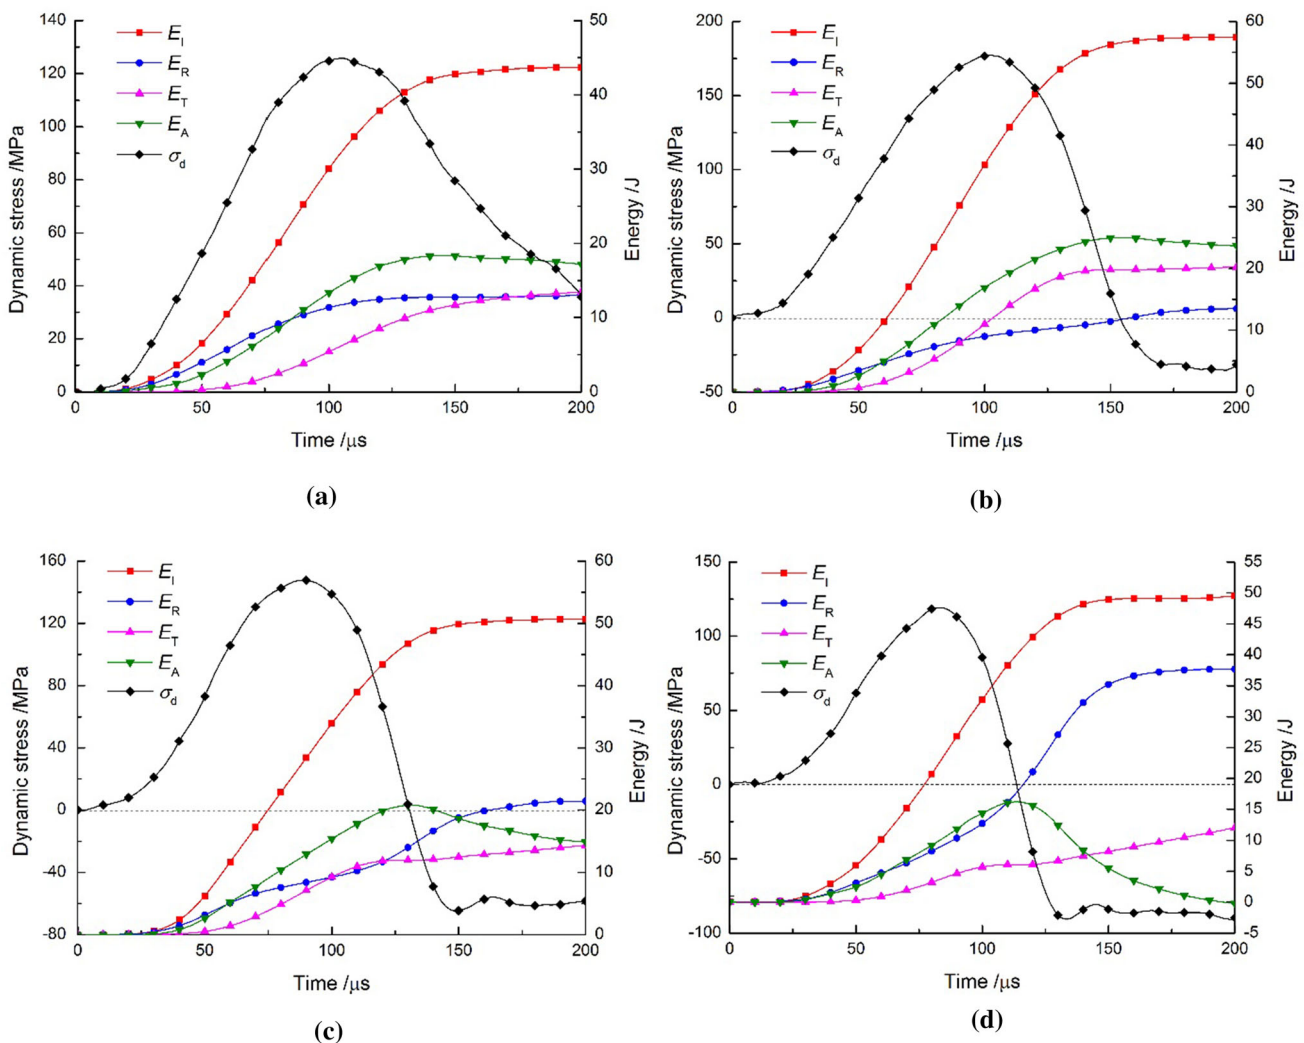 140
120
100
80
60
40
20
0
Dynamic stress /MPa
E_I
E_R
E_T
E_A
σ_d
50
40
30
20
10
0
Energy /J
0 50 100 150 200
Time /μs
(a)
200
150
100
50
0
-50
Dynamic stress /MPa
E_I
E_R
E_T
E_A
σ_d
60
50
40
30
20
10
0
Energy /J
0 50 100 150 200
Time /μs
(b)
160
120
80
40
0
-40
-80
Dynamic stress /MPa
E_I
E_R
E_T
E_A
σ_d
60
50
40
30
20
10
0
Energy /J
0 50 100 150 200
Time /μs
(c)
150
100
50
0
-50
-100
Dynamic stress /MPa
E_I
E_R
E_T
E_A
σ_d
55
50
45
40
35
30
25
20
15
10
5
0
-5
Energy /J
0 50 100 150 200
Time /μs
(d)